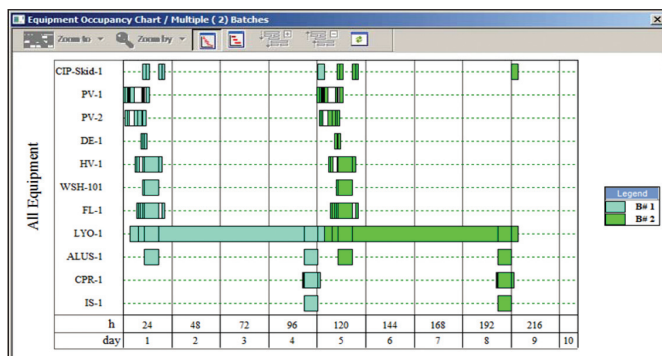 Equipment Occupancy Chart / Multiple ( 2) Batches
Zoom to Zoom by
All Equipment
CIP-Skid-1
PV-1
PV-2
DE-1
HV-1
WSH-101
FL-1
LYO-1
ALUS-1
CPR-1
IS-1
Legend
B# 1
B# 2
h 24 48 72 96 120 144 168 192 216
day 1 2 3 4 5 6 7 8 9 10